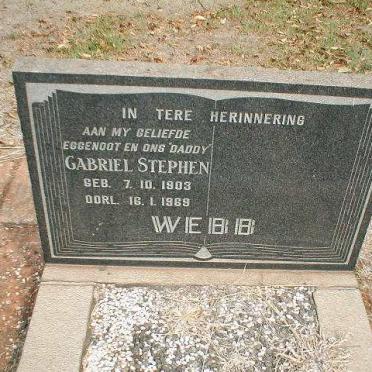 IN TERE HERINNERING
AAN MY GELIEFDE
EGGENOOT EN ONS DADDY
GABRIEL STEPHEN
GEB. 7. 10. 1903
OORL. 16. 1. 1969
WEBB